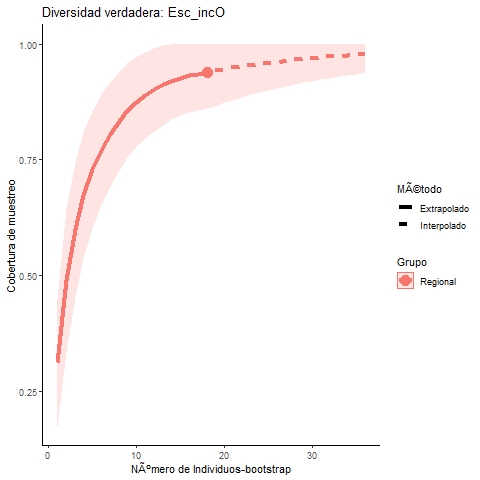 Diversidad verdadera: Esc_incO
1.00
0.75
0.50
0.25
Cobertura de muestreo
0
10
20
30
NÃºmero de Individuos-bootstrap
MÃ©todo
Extrapolado
Interpolado
Grupo
Regional